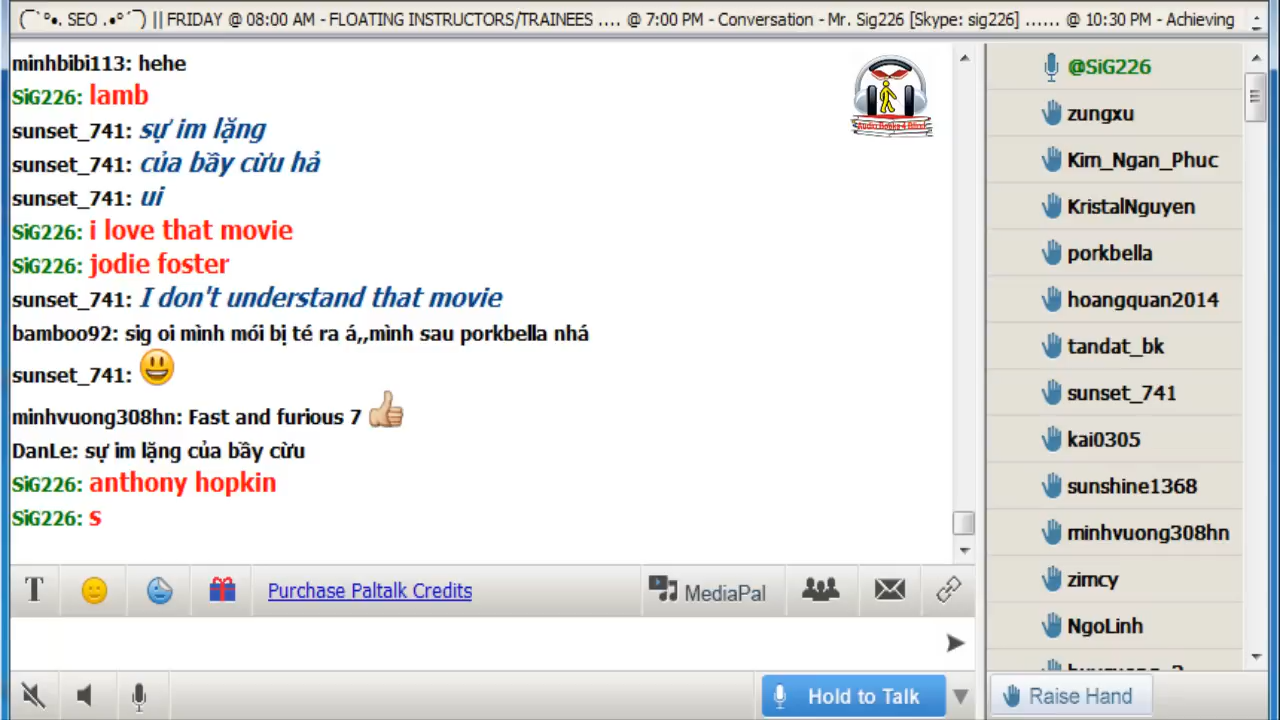 (¯`°•. SEO .•°´¯) || FRIDAY @ 08:00 AM - FLOATING INSTRUCTORS/TRAINEES .... @ 7:00 PM - Conversation - Mr. Sig226 [Skype: sig226] ...... @ 10:30 PM - Achieving
minhbibi113: hehe
SiG226: lamb
sunset_741: sự im lặng
sunset_741: của bầy cừu hả
sunset_741: ui
SiG226: i love that movie
SiG226: jodie foster
sunset_741: I don't understand that movie
bamboo92: sig oi mình mói bị té ra á,,mình sau porkbella nhá
sunset_741:
minhvuong308hn: Fast and furious 7
DanLe: sự im lặng của bầy cừu
SiG226: anthony hopkin
SiG226: s
T
Purchase Paltalk Credits
MediaPal
Hold to Talk
@SiG226
zungxu
Kim_Ngan_Phuc
KristalNguyen
porkbella
hoangquan2014
tandat_bk
sunset_741
kai0305
sunshine1368
minhvuong308hn
zimcy
NgoLinh
Raise Hand